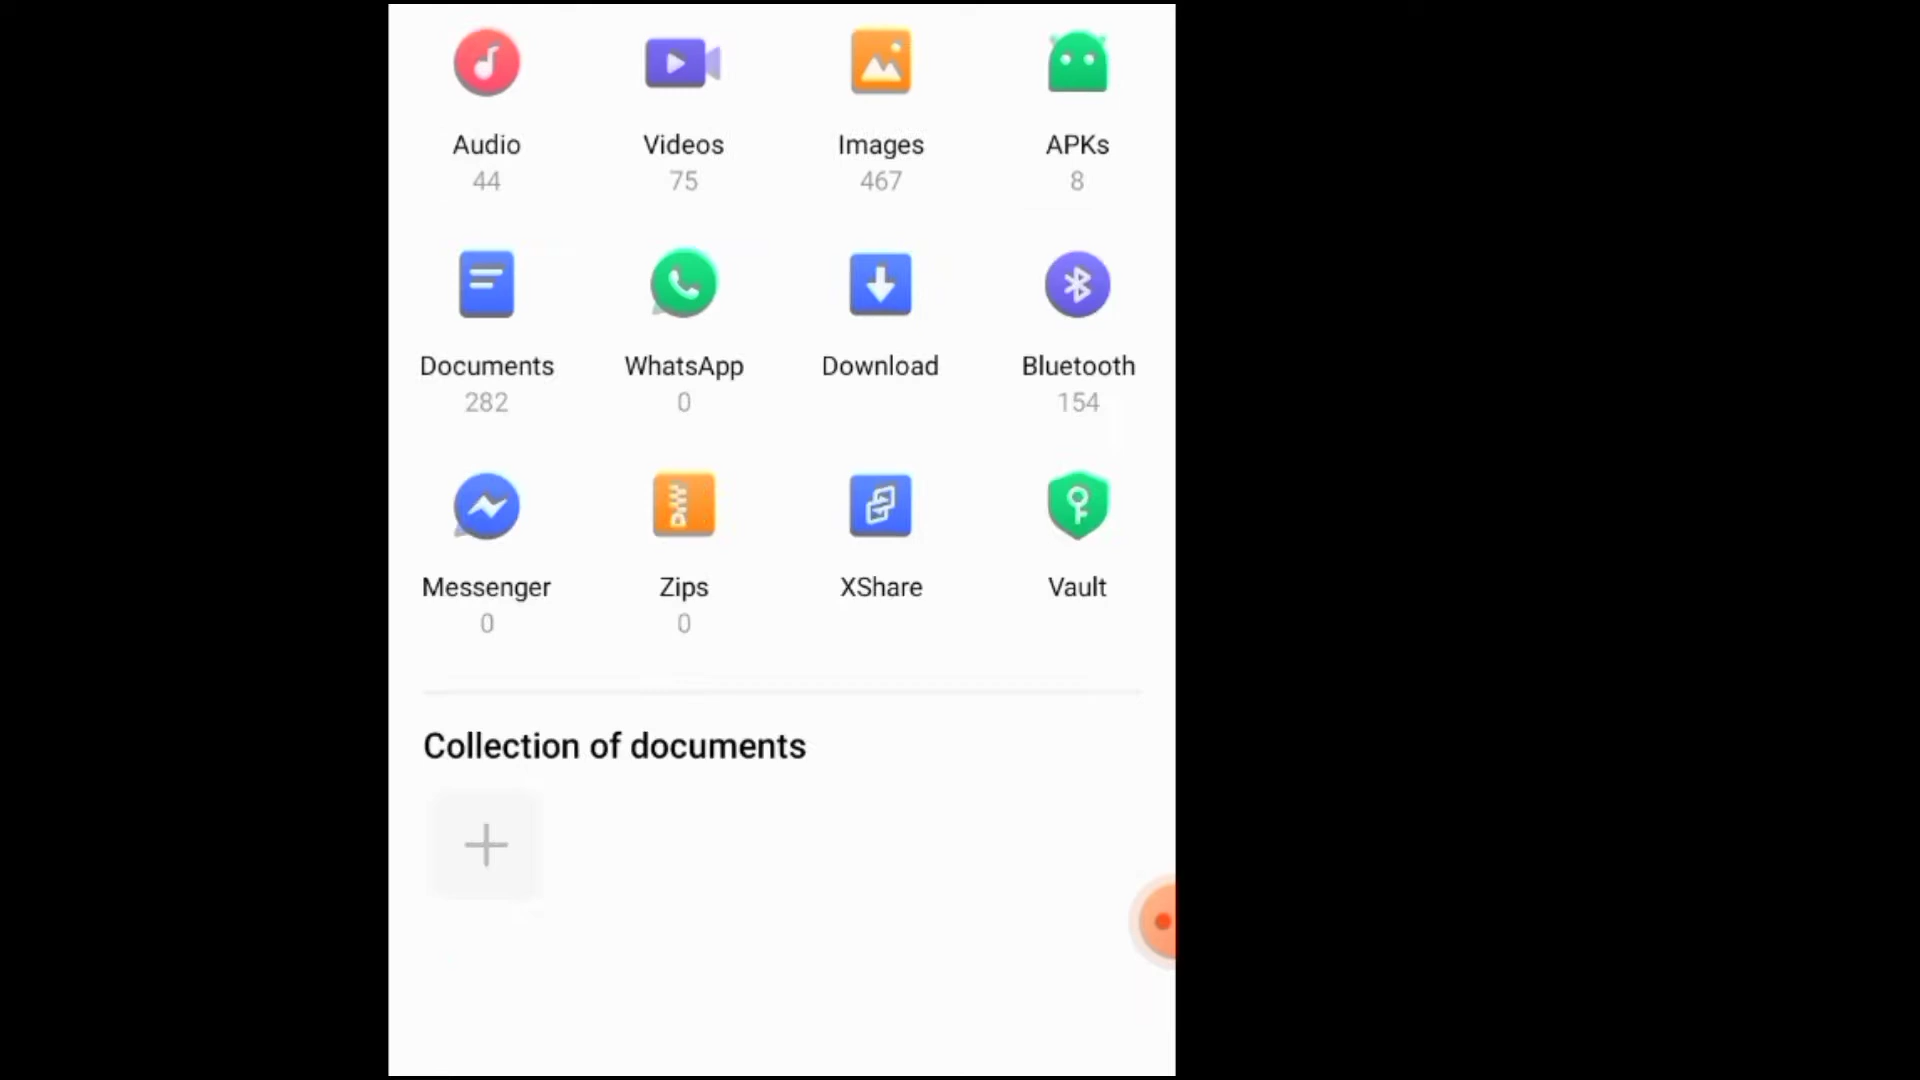 Audio Videos Images APKs
44 75 467 8
Documents WhatsApp Download Bluetooth
282 0 154
Messenger Zips XShare Vault
0 0
Collection of documents